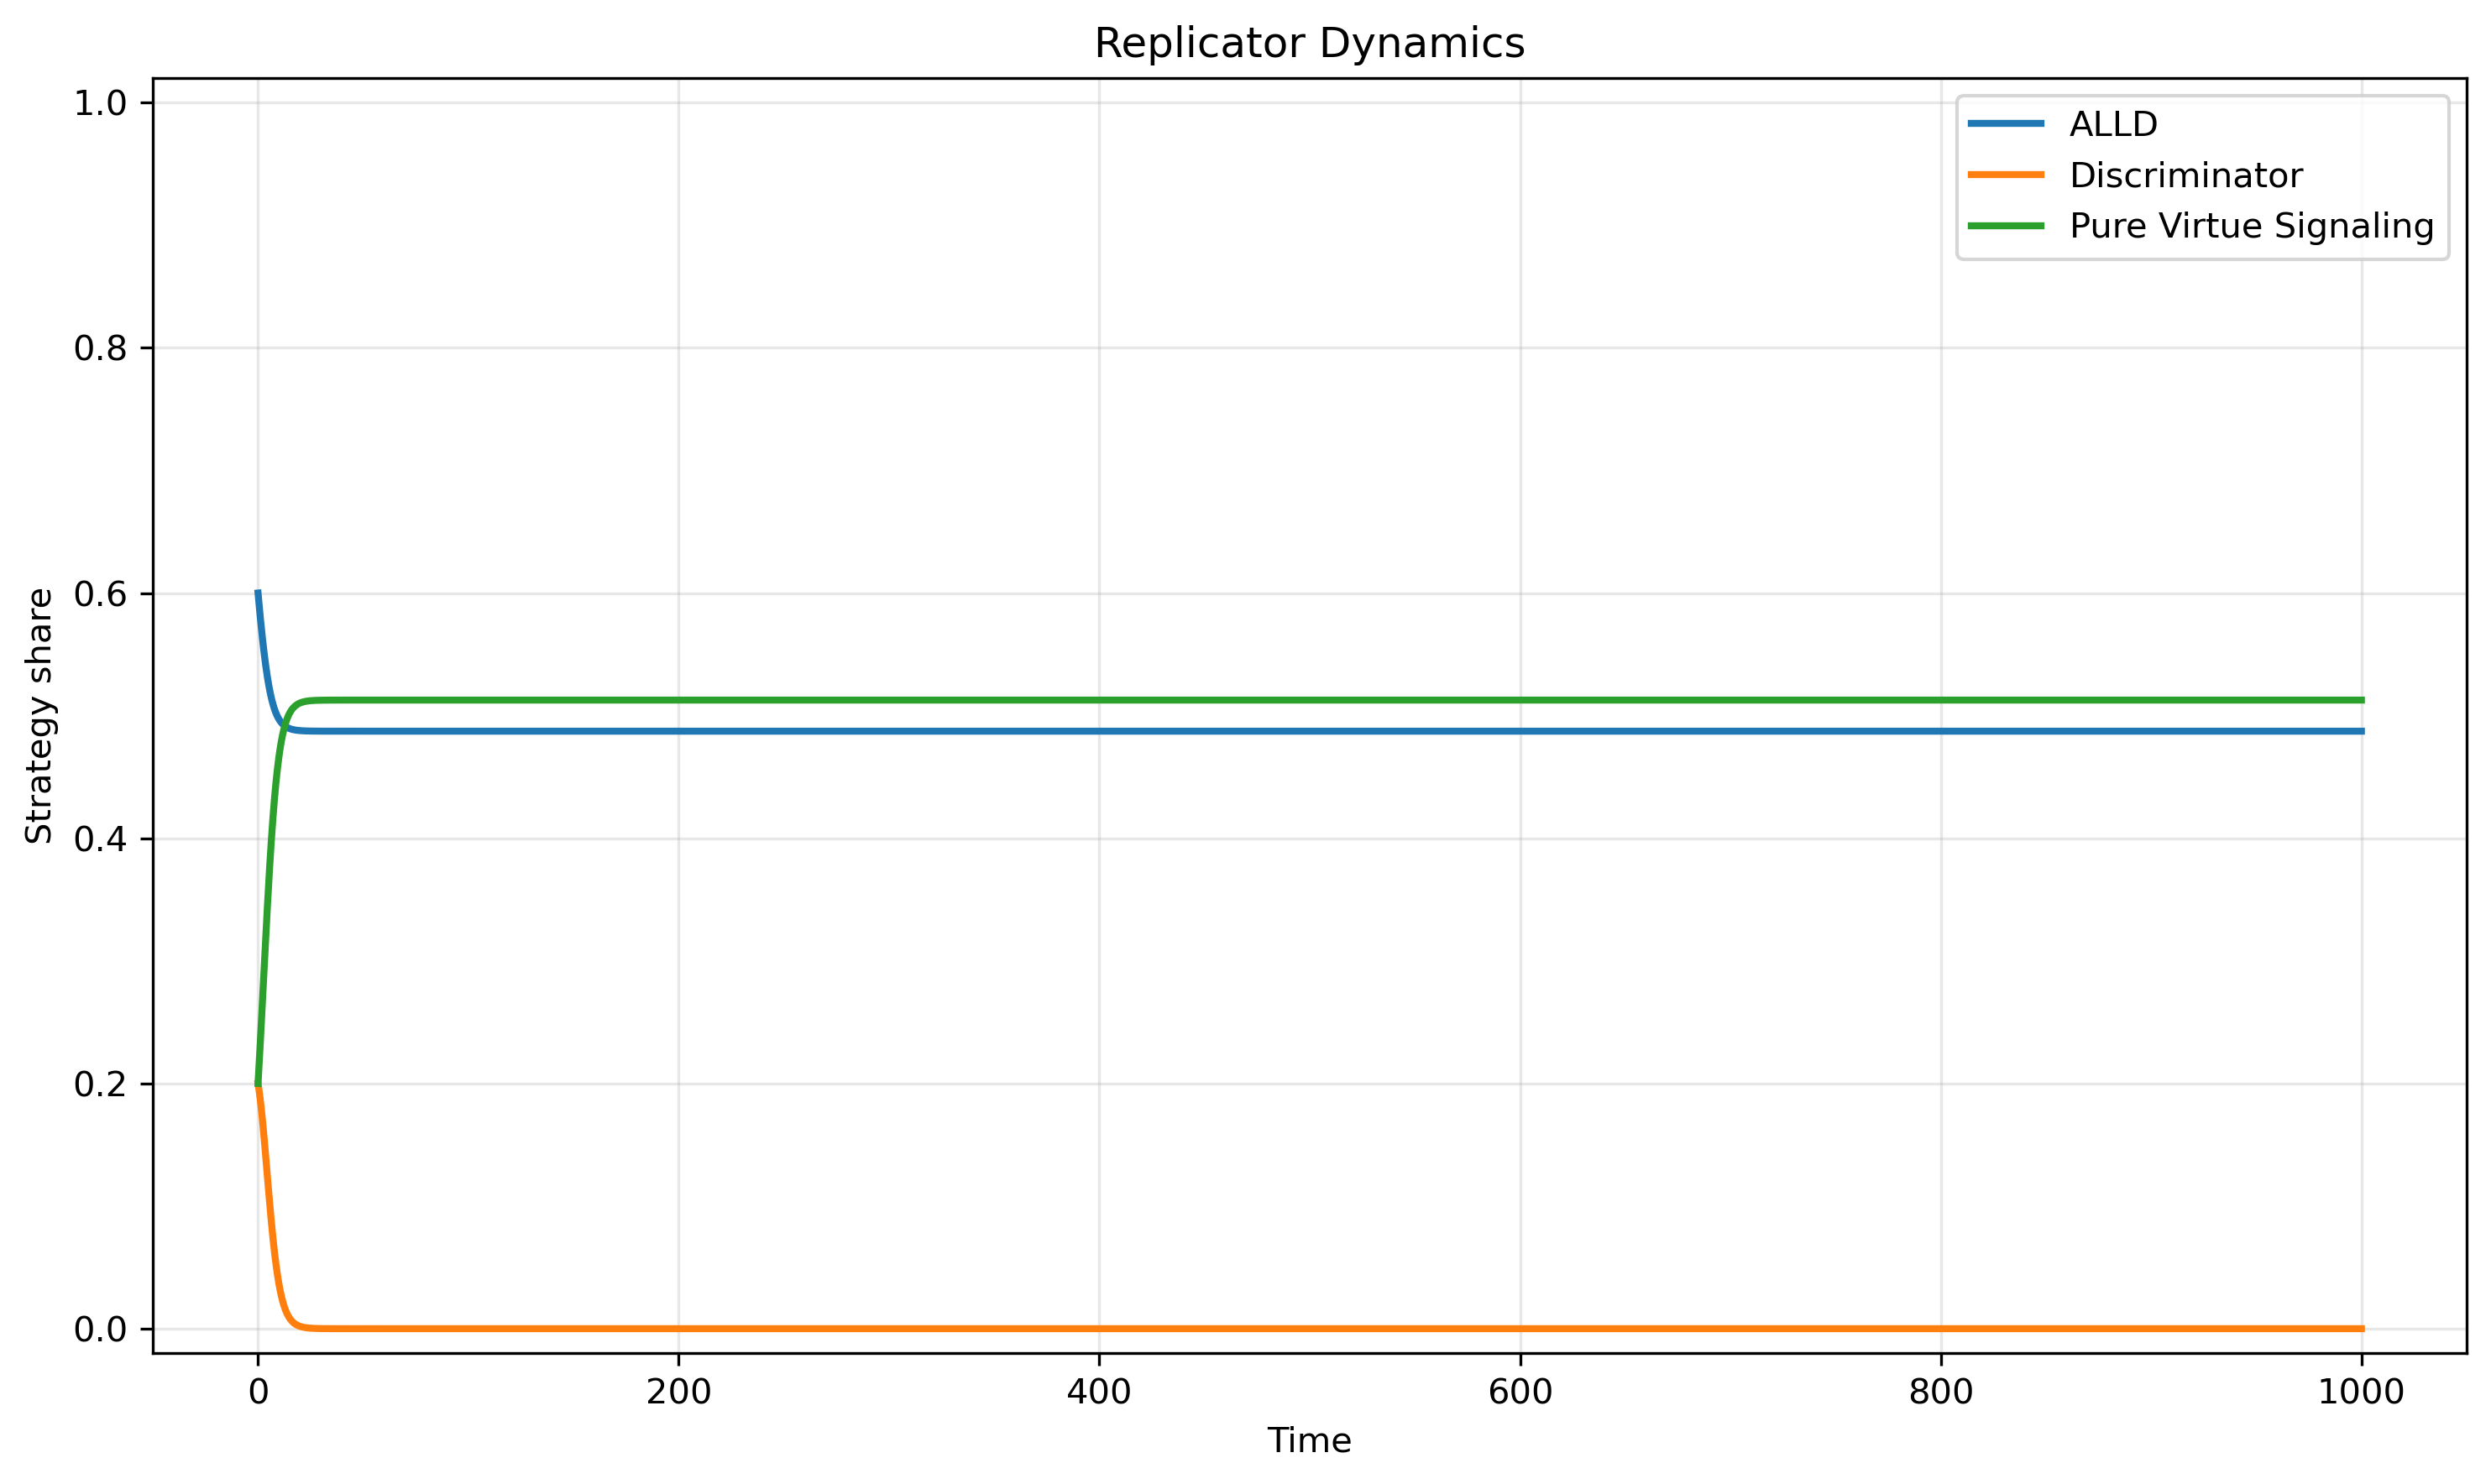 Replicator Dynamics
ALLD
Discriminator
Pure Virtue Signaling
Strategy share
1.0
0.8
0.6
0.4
0.2
0.0
0 200 400 600 800 1000
Time